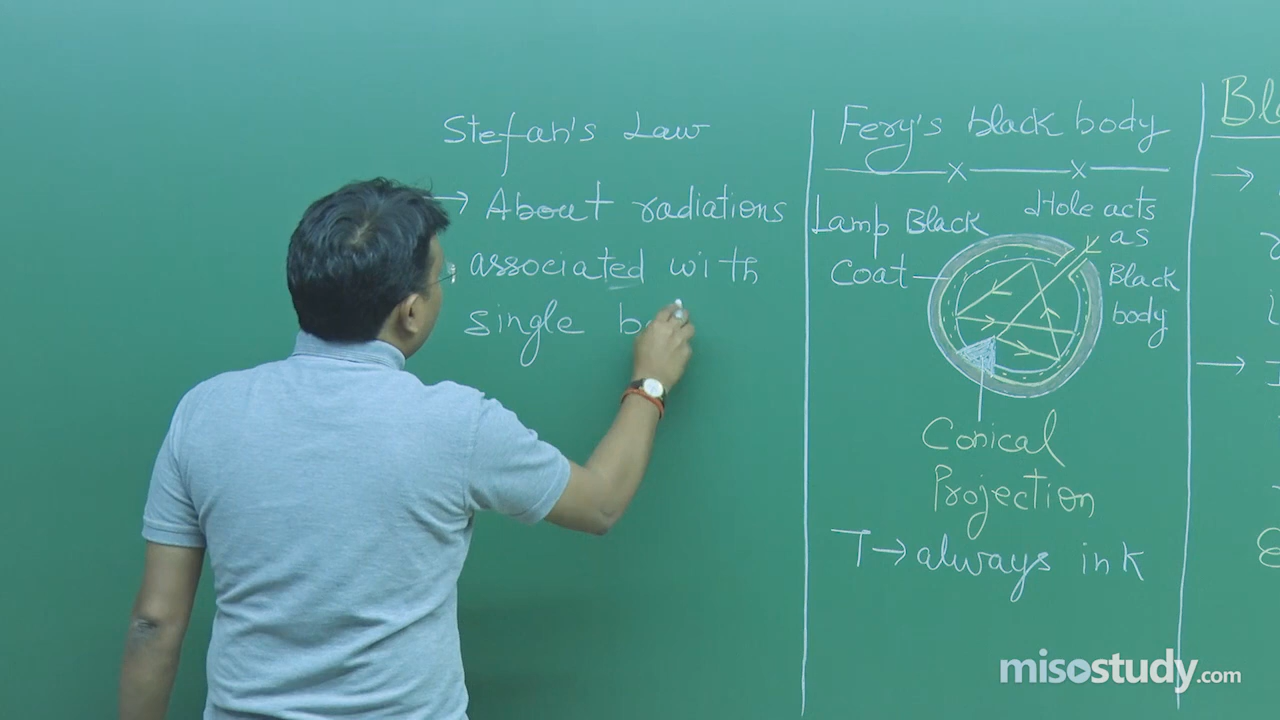 Stefan's Law
→ About radiations
associated with
single
Fery's black body
Lamp Black
Coat
Hole acts
as
Black
body
Conical
Projection
T → always in K
misostudy.com